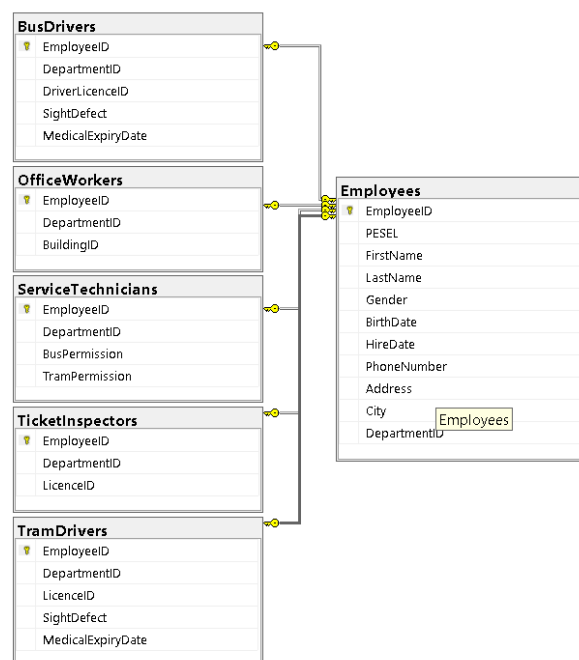 BusDrivers
EmployeeID
DepartmentID
DriverLicenceID
SightDefect
MedicalExpiryDate
OfficeWorkers
EmployeeID
DepartmentID
BuildingID
ServiceTechnicians
EmployeeID
DepartmentID
BusPermission
TramPermission
TicketInspectors
EmployeeID
DepartmentID
LicenceID
TramDrivers
EmployeeID
DepartmentID
LicenceID
SightDefect
MedicalExpiryDate
Employees
EmployeeID
PESEL
FirstName
LastName
Gender
BirthDate
HireDate
PhoneNumber
Address
City
Employees
DepartmentID